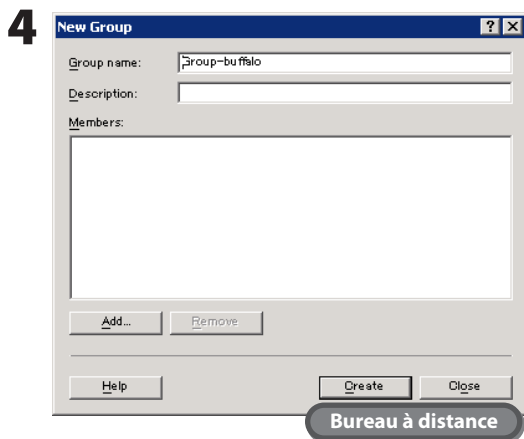 4
New Group
Group name: Group-buffalo
Description:
Members:
Add... Remove
Help Create Close
Bureau à distance